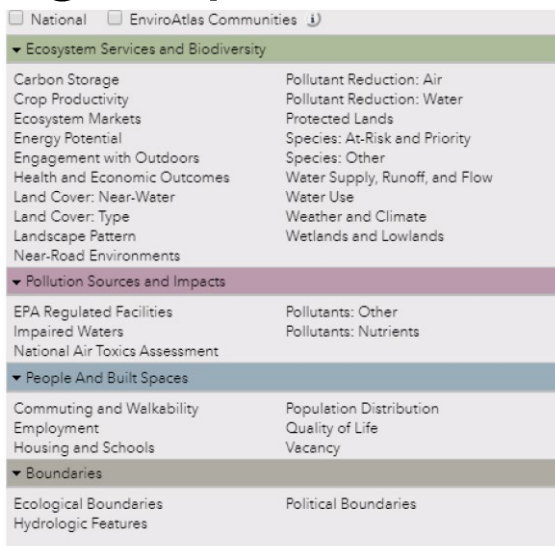 National EnviroAtlas Communities
Ecosystem Services and Biodiversity
Carbon Storage
Crop Productivity
Ecosystem Markets
Energy Potential
Engagement with Outdoors
Health and Economic Outcomes
Land Cover: Near-Water
Land Cover: Type
Landscape Pattern
Near-Road Environments
Pollutant Reduction: Air
Pollutant Reduction: Water
Protected Lands
Species: At-Risk and Priority
Species: Other
Water Supply, Runoff, and Flow
Water Use
Weather and Climate
Wetlands and Lowlands
Pollution Sources and Impacts
EPA Regulated Facilities
Impaired Waters
National Air Toxics Assessment
Pollutants: Other
Pollutants: Nutrients
People And Built Spaces
Commuting and Walkability
Employment
Housing and Schools
Population Distribution
Quality of Life
Vacancy
Boundaries
Ecological Boundaries
Hydrologic Features
Political Boundaries